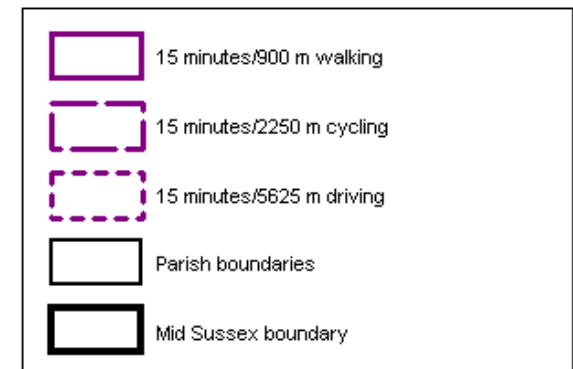 15 minutes/900 m walking
15 minutes/2250 m cycling
15 minutes/5625 m driving
Parish boundaries
Mid Sussex boundary